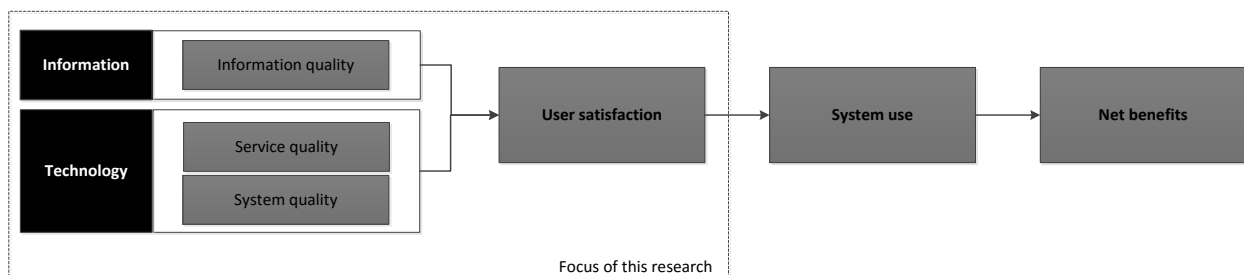 Information
Information quality
Technology
Service quality
System quality
User satisfaction
System use
Net benefits
Focus of this research